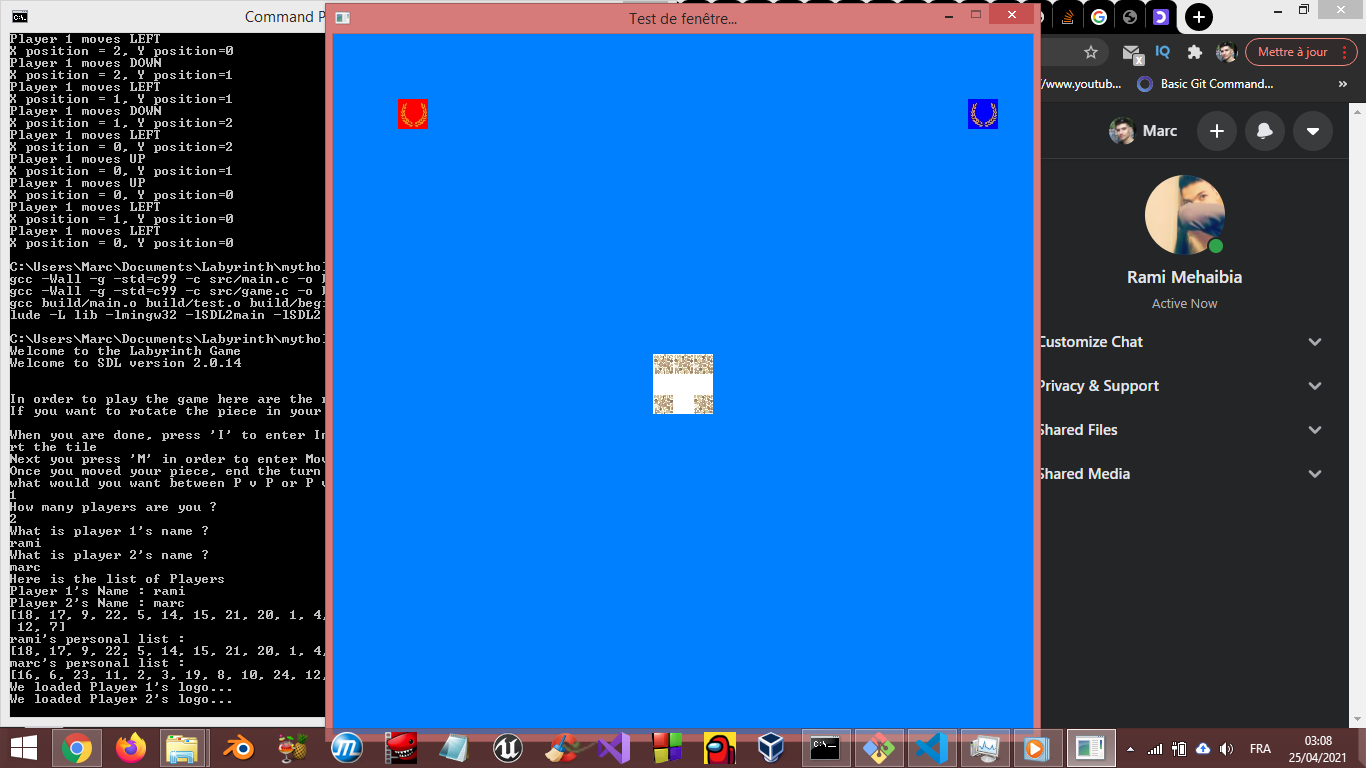 Command P
Player 1 moves LEFT
X position = 2, Y position=0
Player 1 moves DOWN
X position = 2, Y position=1
Player 1 moves LEFT
X position = 1, Y position=1
Player 1 moves DOWN
X position = 1, Y position=2
Player 1 moves LEFT
X position = 0, Y position=2
Player 1 moves UP
X position = 0, Y position=1
Player 1 moves UP
X position = 0, Y position=0
Player 1 moves LEFT
X position = 1, Y position=0
Player 1 moves LEFT
X position = 0, Y position=0
C:\Users\Marc\Documents\Labyrinth\mythol
gcc -Wall -g -std=c99 -c src/main.c -o
gcc -Wall -g -std=c99 -c src/game.c -o
gcc build/main.o build/test.o build/begi
lude -L lib -lmingw32 -lSDL2main -lSDL2
C:\Users\Marc\Documents\Labyrinth\mythol
Welcome to the Labyrinth Game
Welcome to SDL version 2.0.14
In order to play the game here are the r
If you want to rotate the piece in your
When you are done, press 'I' to enter In
rt the tile
Next you press 'M' in order to enter Mov
Once you moved your piece, end the turn
what would you want between P v P or P v
1
How many players are you ?
2
What is player 1's name ?
rami
What is player 2's name ?
marc
Here is the list of Players
Player 1's Name : rami
Player 2's Name : marc
[18, 17, 9, 22, 5, 14, 15, 21, 20, 1, 4,
12, 7]
rami's personal list :
[18, 17, 9, 22, 5, 14, 15, 21, 20, 1, 4,
marc's personal list :
[16, 6, 23, 11, 2, 3, 19, 8, 10, 24, 12,
We loaded Player 1's logo...
We loaded Player 2's logo...
Test de fenêtre...
IQ
Mettre à jour
/www.youtub...
Basic Git Command...
»
Marc
Rami Mehaibia
Active Now
Customize Chat
Privacy & Support
Shared Files
Shared Media
FRA
03:08
25/04/2021